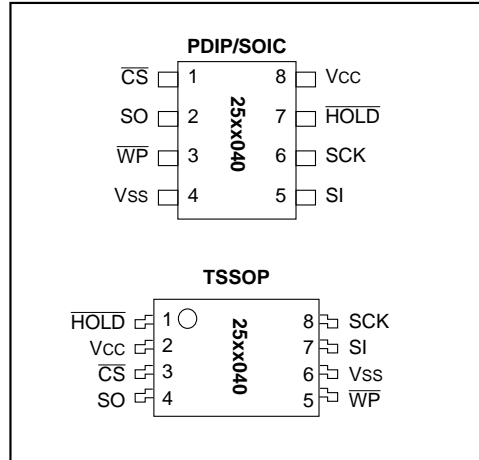 PDIP/SOIC
CS 1 8 VCC
SO 2 7 HOLD
WP 3 6 SCK
VSS 4 5 SI
25xx040
TSSOP
HOLD 1 8 SCK
VCC 2 7 SI
CS 3 6 VSS
SO 4 5 WP
25xx040